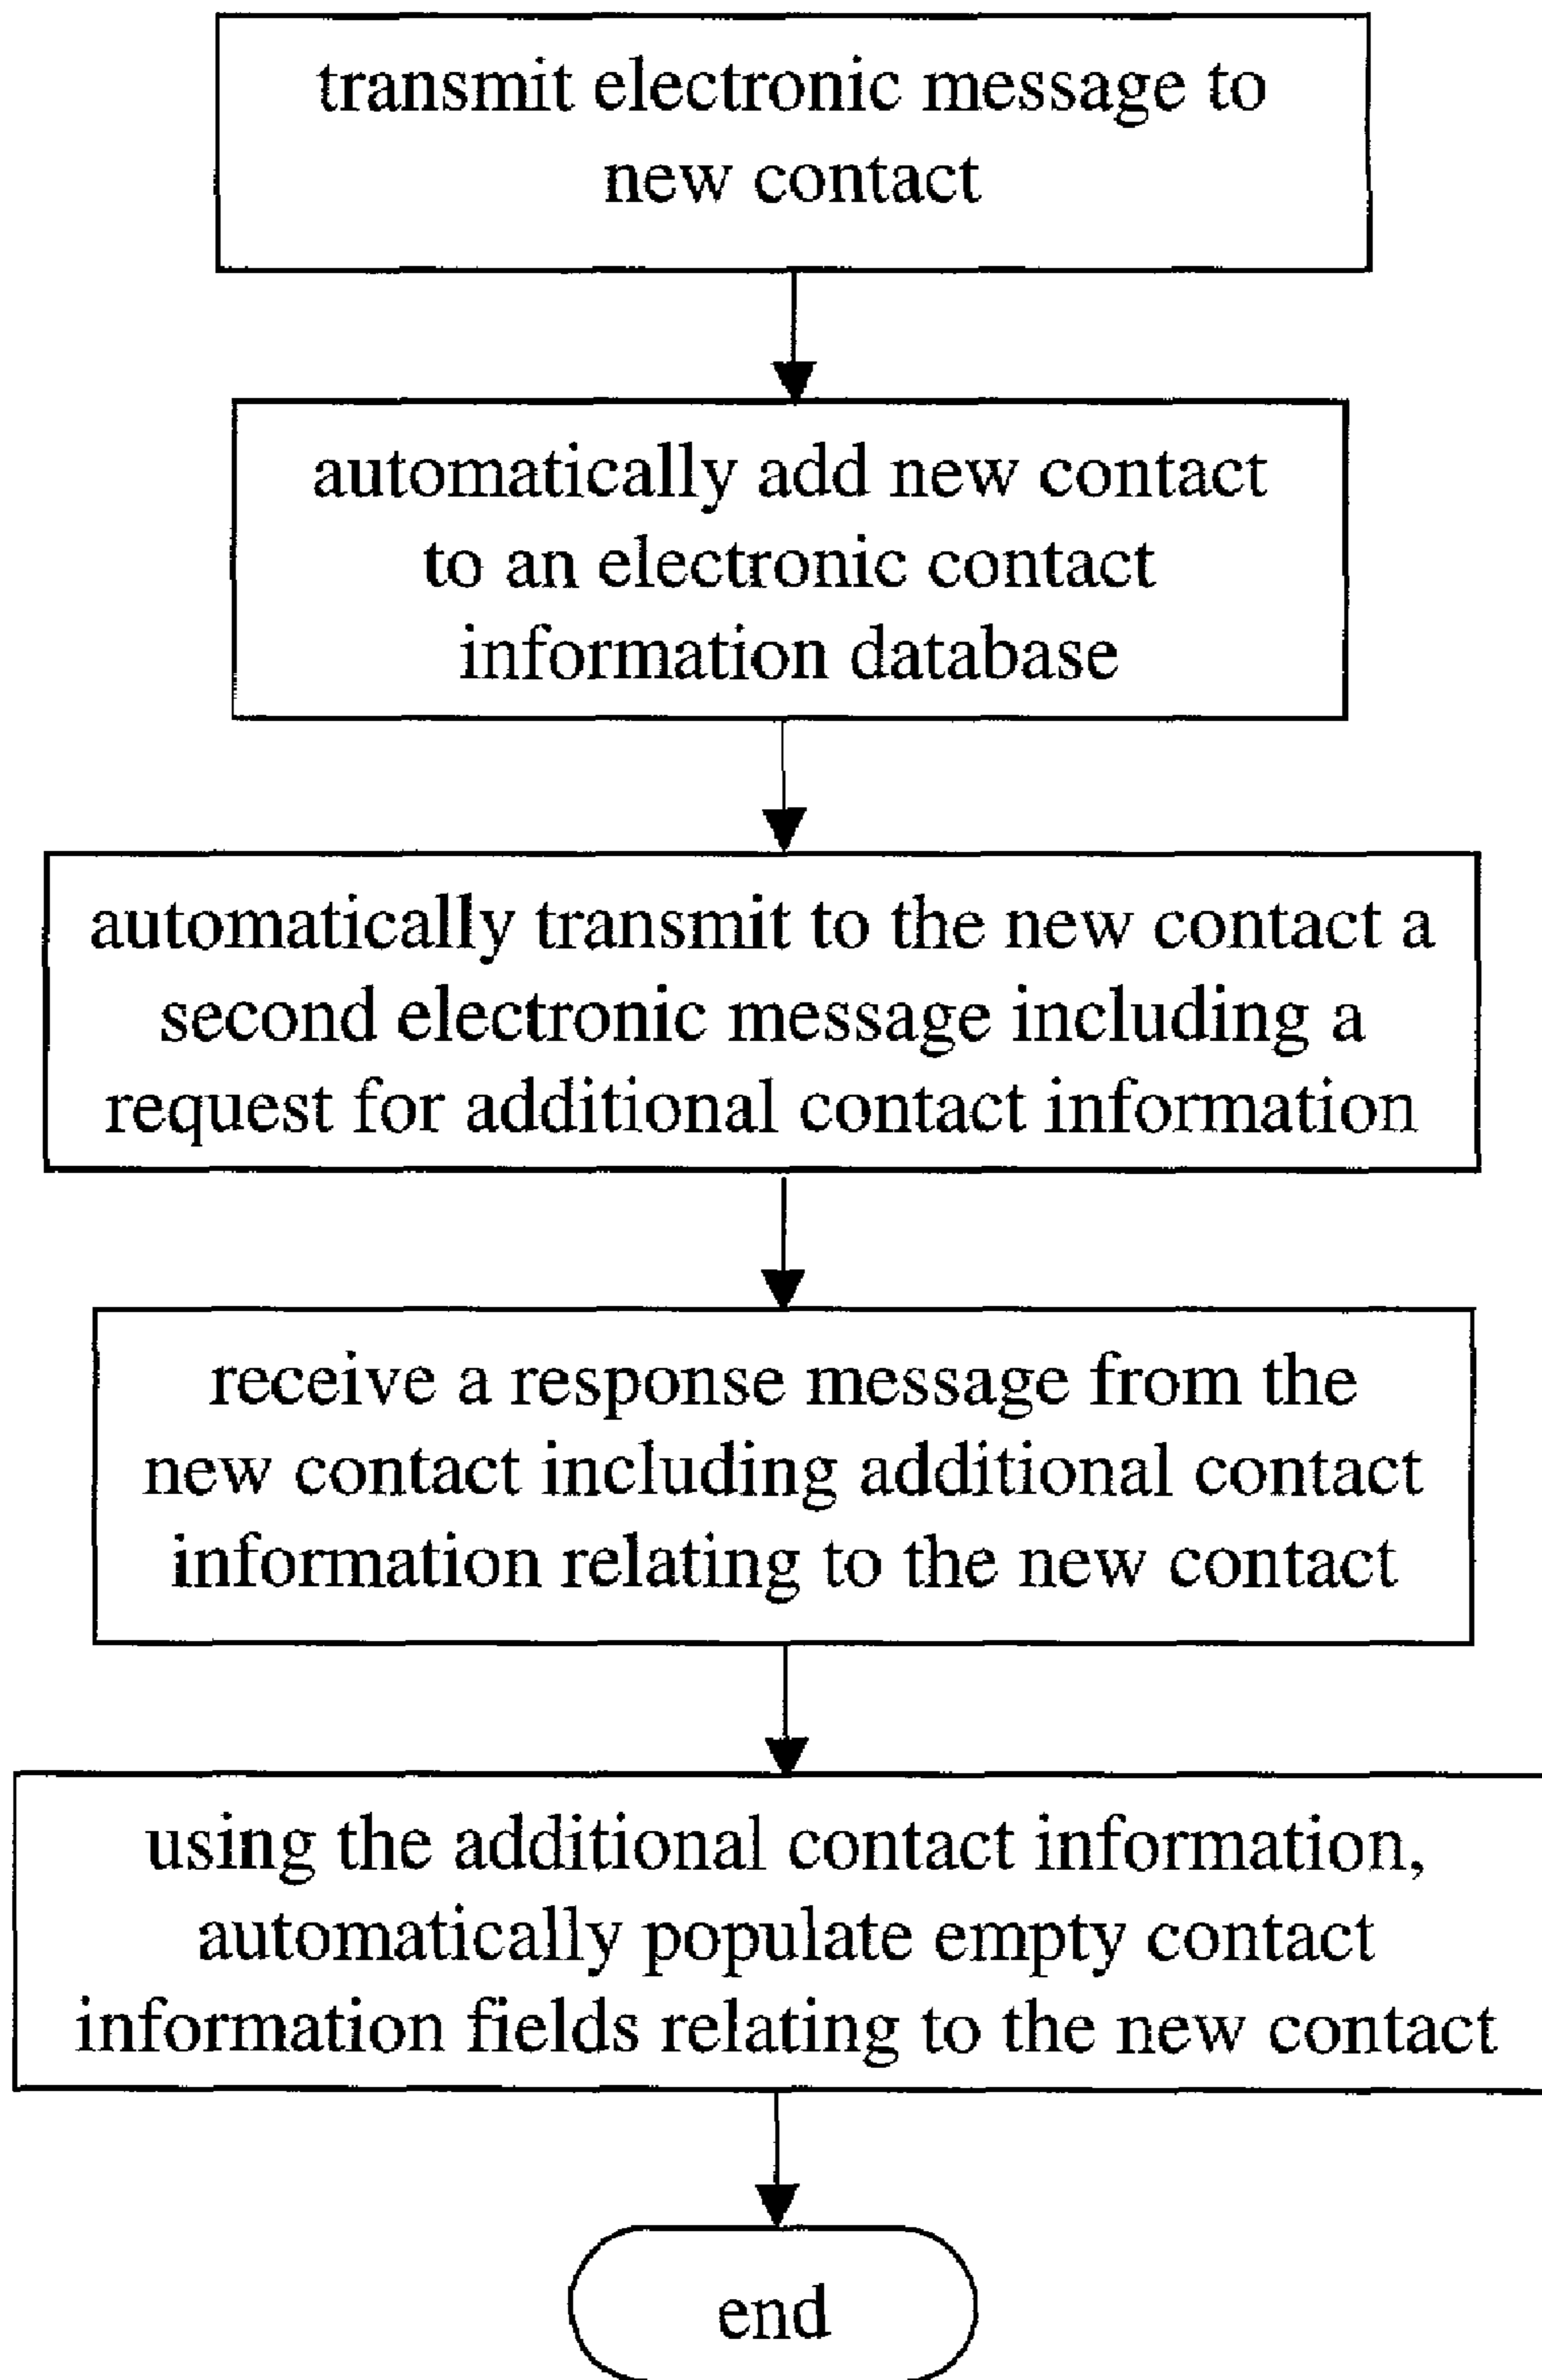 transmit electronic message to
new contact
automatically add new contact
to an electronic contact
information database
automatically transmit to the new contact a
second electronic message including a
request for additional contact information
receive a response message from the
new contact including additional contact
information relating to the new contact
using the additional contact information,
automatically populate empty contact
information fields relating to the new contact
end